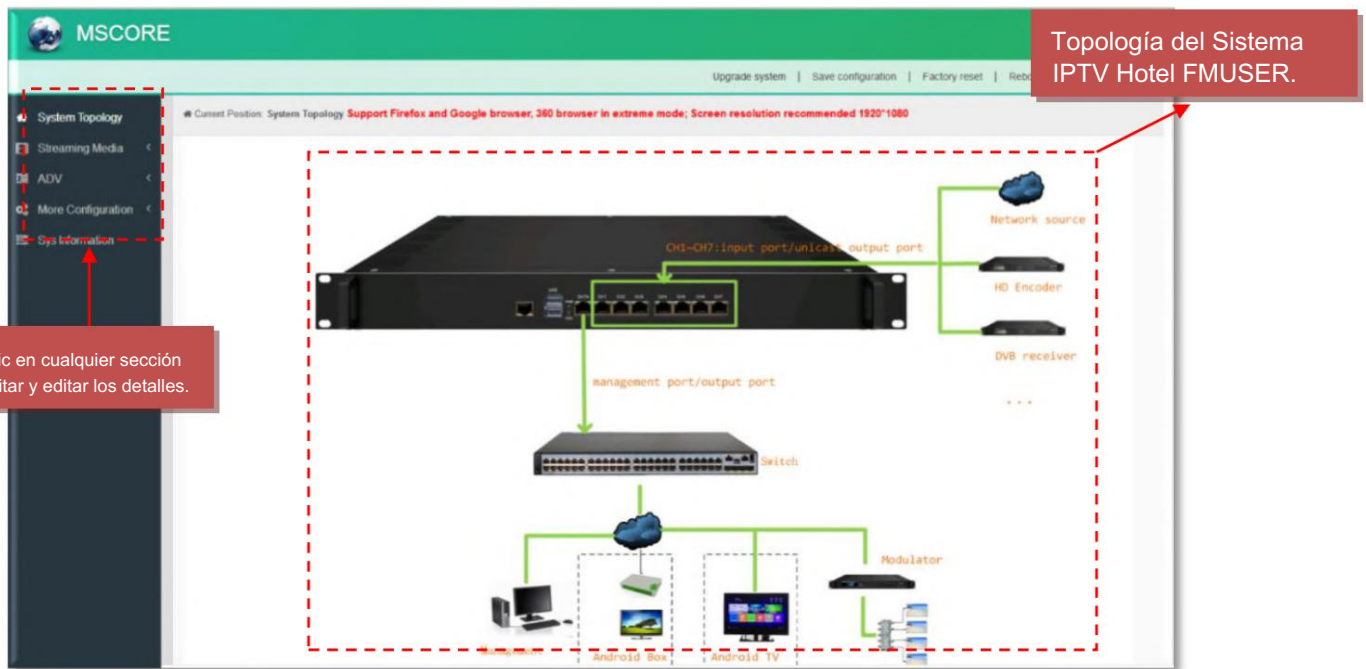 MSCORE
Topología del Sistema
IPTV Hotel FMUSER.
Upgrade system | Save configuration | Factory reset |
System Topology
Streaming Media
ADV
More Configuration
Sys Information
Current Position: System Topology Support Firefox and Google browser, 360 browser in extreme mode; Screen resolution recommended 1920*1080
Network source
CH1~CH7:input port/unicast output port
HD Encoder
DVB receiver
...
management port/output port
Switch
Modulator
Management
Android Box
Android TV
en cualquier sección
y editar los detalles.